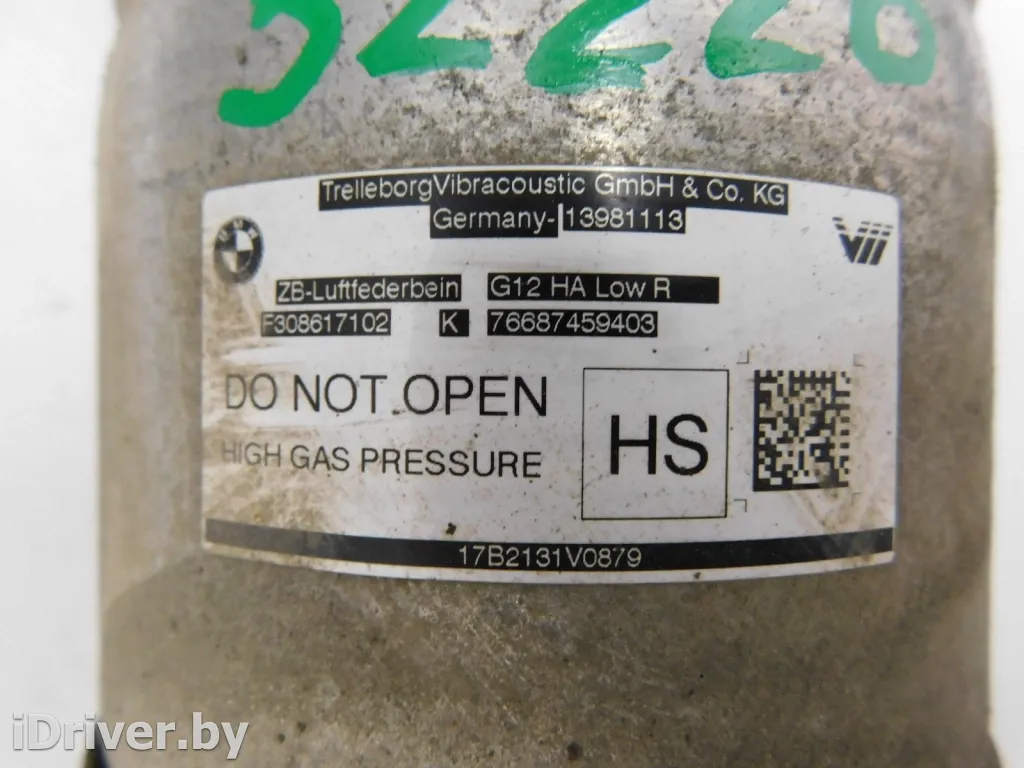 52226
TrelleborgVibracoustic GmbH & Co. KG
Germany-13981113
ZB-Luftfederbein G12 HA Low R
F308617102 K 76687459403
DO NOT OPEN
HIGH GAS PRESSURE
HS
17B2131V0879
iDriver.by